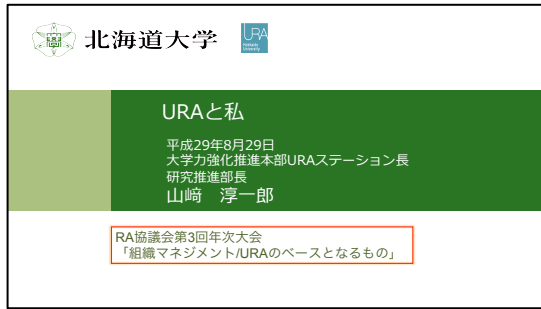 北海道大学
URA
Hokkaido
University
URAと私
平成29年8月29日
大学力強化推進本部URAステーション長
研究推進部長
山﨑　淳一郎
RA協議会第3回年次大会
「組織マネジメント/URAのベースとなるもの」